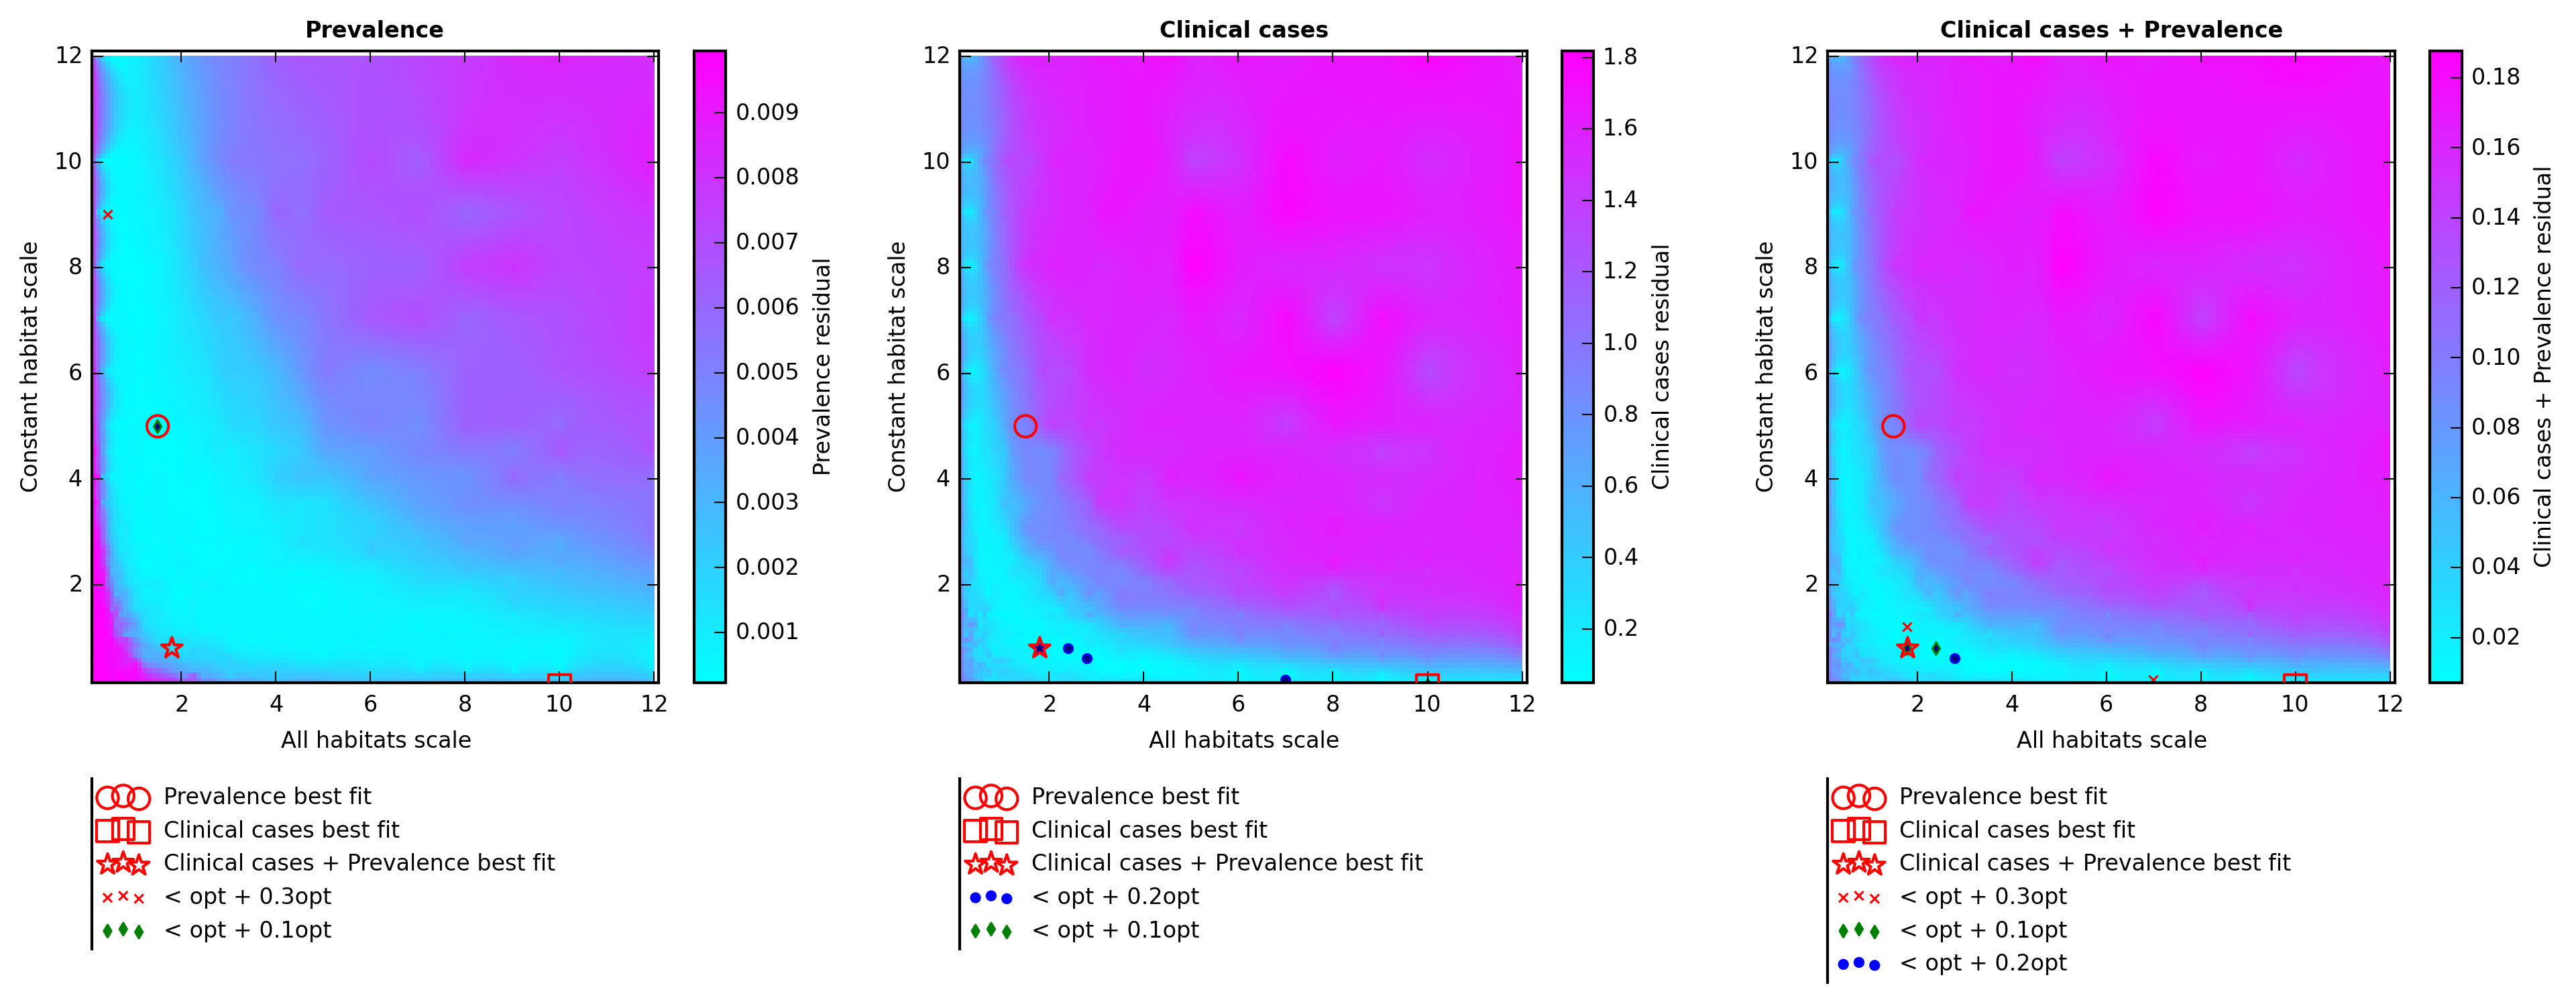 Prevalence
12
10
8
6
4
2
Constant habitat scale
2 4 6 8 10 12
All habitats scale
0.009
0.008
0.007
0.006
0.005
0.004
0.003
0.002
0.001
Prevalence residual
Prevalence best fit
Clinical cases best fit
Clinical cases + Prevalence best fit
< opt + 0.3opt
< opt + 0.1opt
Clinical cases
12
10
8
6
4
2
Constant habitat scale
2 4 6 8 10 12
All habitats scale
1.8
1.6
1.4
1.2
1.0
0.8
0.6
0.4
0.2
Clinical cases residual
Prevalence best fit
Clinical cases best fit
Clinical cases + Prevalence best fit
< opt + 0.2opt
< opt + 0.1opt
Clinical cases + Prevalence
12
10
8
6
4
2
Constant habitat scale
2 4 6 8 10 12
All habitats scale
0.18
0.16
0.14
0.12
0.10
0.08
0.06
0.04
0.02
Clinical cases + Prevalence residual
Prevalence best fit
Clinical cases best fit
Clinical cases + Prevalence best fit
< opt + 0.3opt
< opt + 0.1opt
< opt + 0.2opt